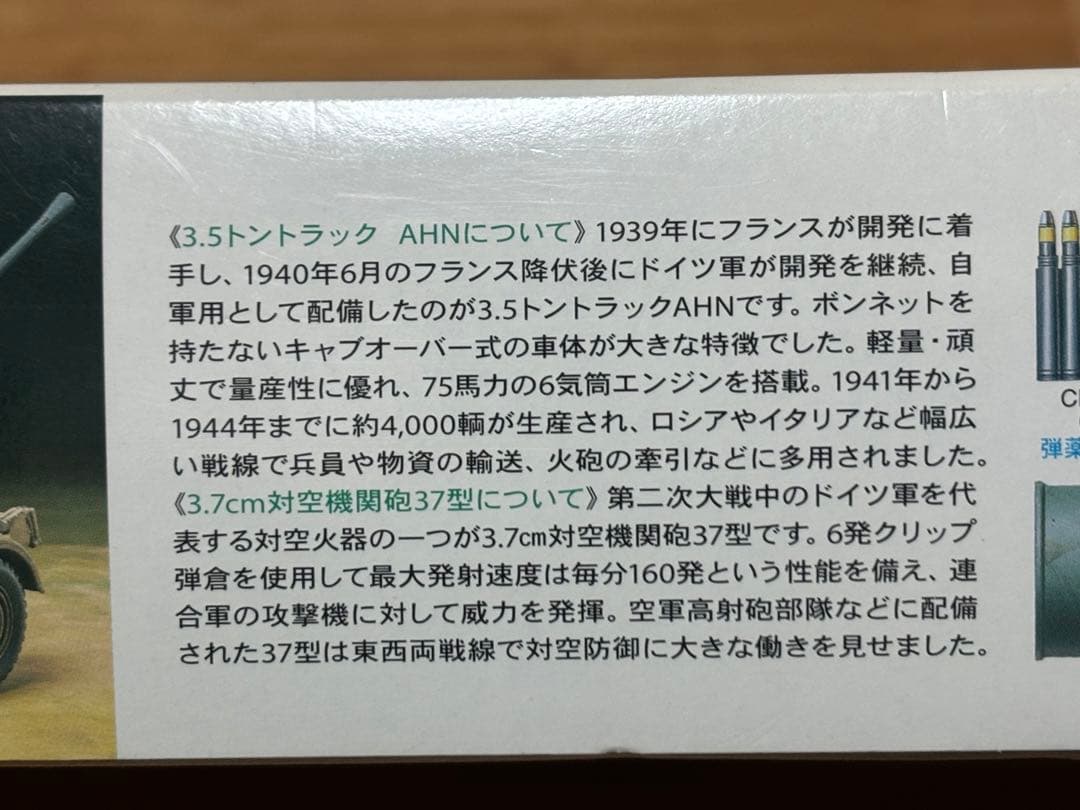 《3.5トントラック AHNについて》1939年にフランスが開発に着
手し、1940年6月のフランス降伏後にドイツ軍が開発を継続、自
軍用として配備したのが3.5トントラックAHNです。ボンネットを
持たないキャブオーバー式の車体が大きな特徴でした。軽量・頑
丈で量産性に優れ、75馬力の6気筒エンジンを搭載。1941年から
1944年までに約4,000輌が生産され、ロシアやイタリアなど幅広
い戦線で兵員や物資の輸送、火砲の牽引などに多用されました。
《3.7cm対空機関砲37型について》第二次大戦中のドイツ軍を代
表する対空火器の一つが3.7㎝対空機関砲37型です。6発クリップ
弾倉を使用して最大発射速度は毎分160発という性能を備え、連
合軍の攻撃機に対して威力を発揮。空軍高射砲部隊などに配備
された37型は東西両戦線で対空防御に大きな働きを見せました。
弾薬